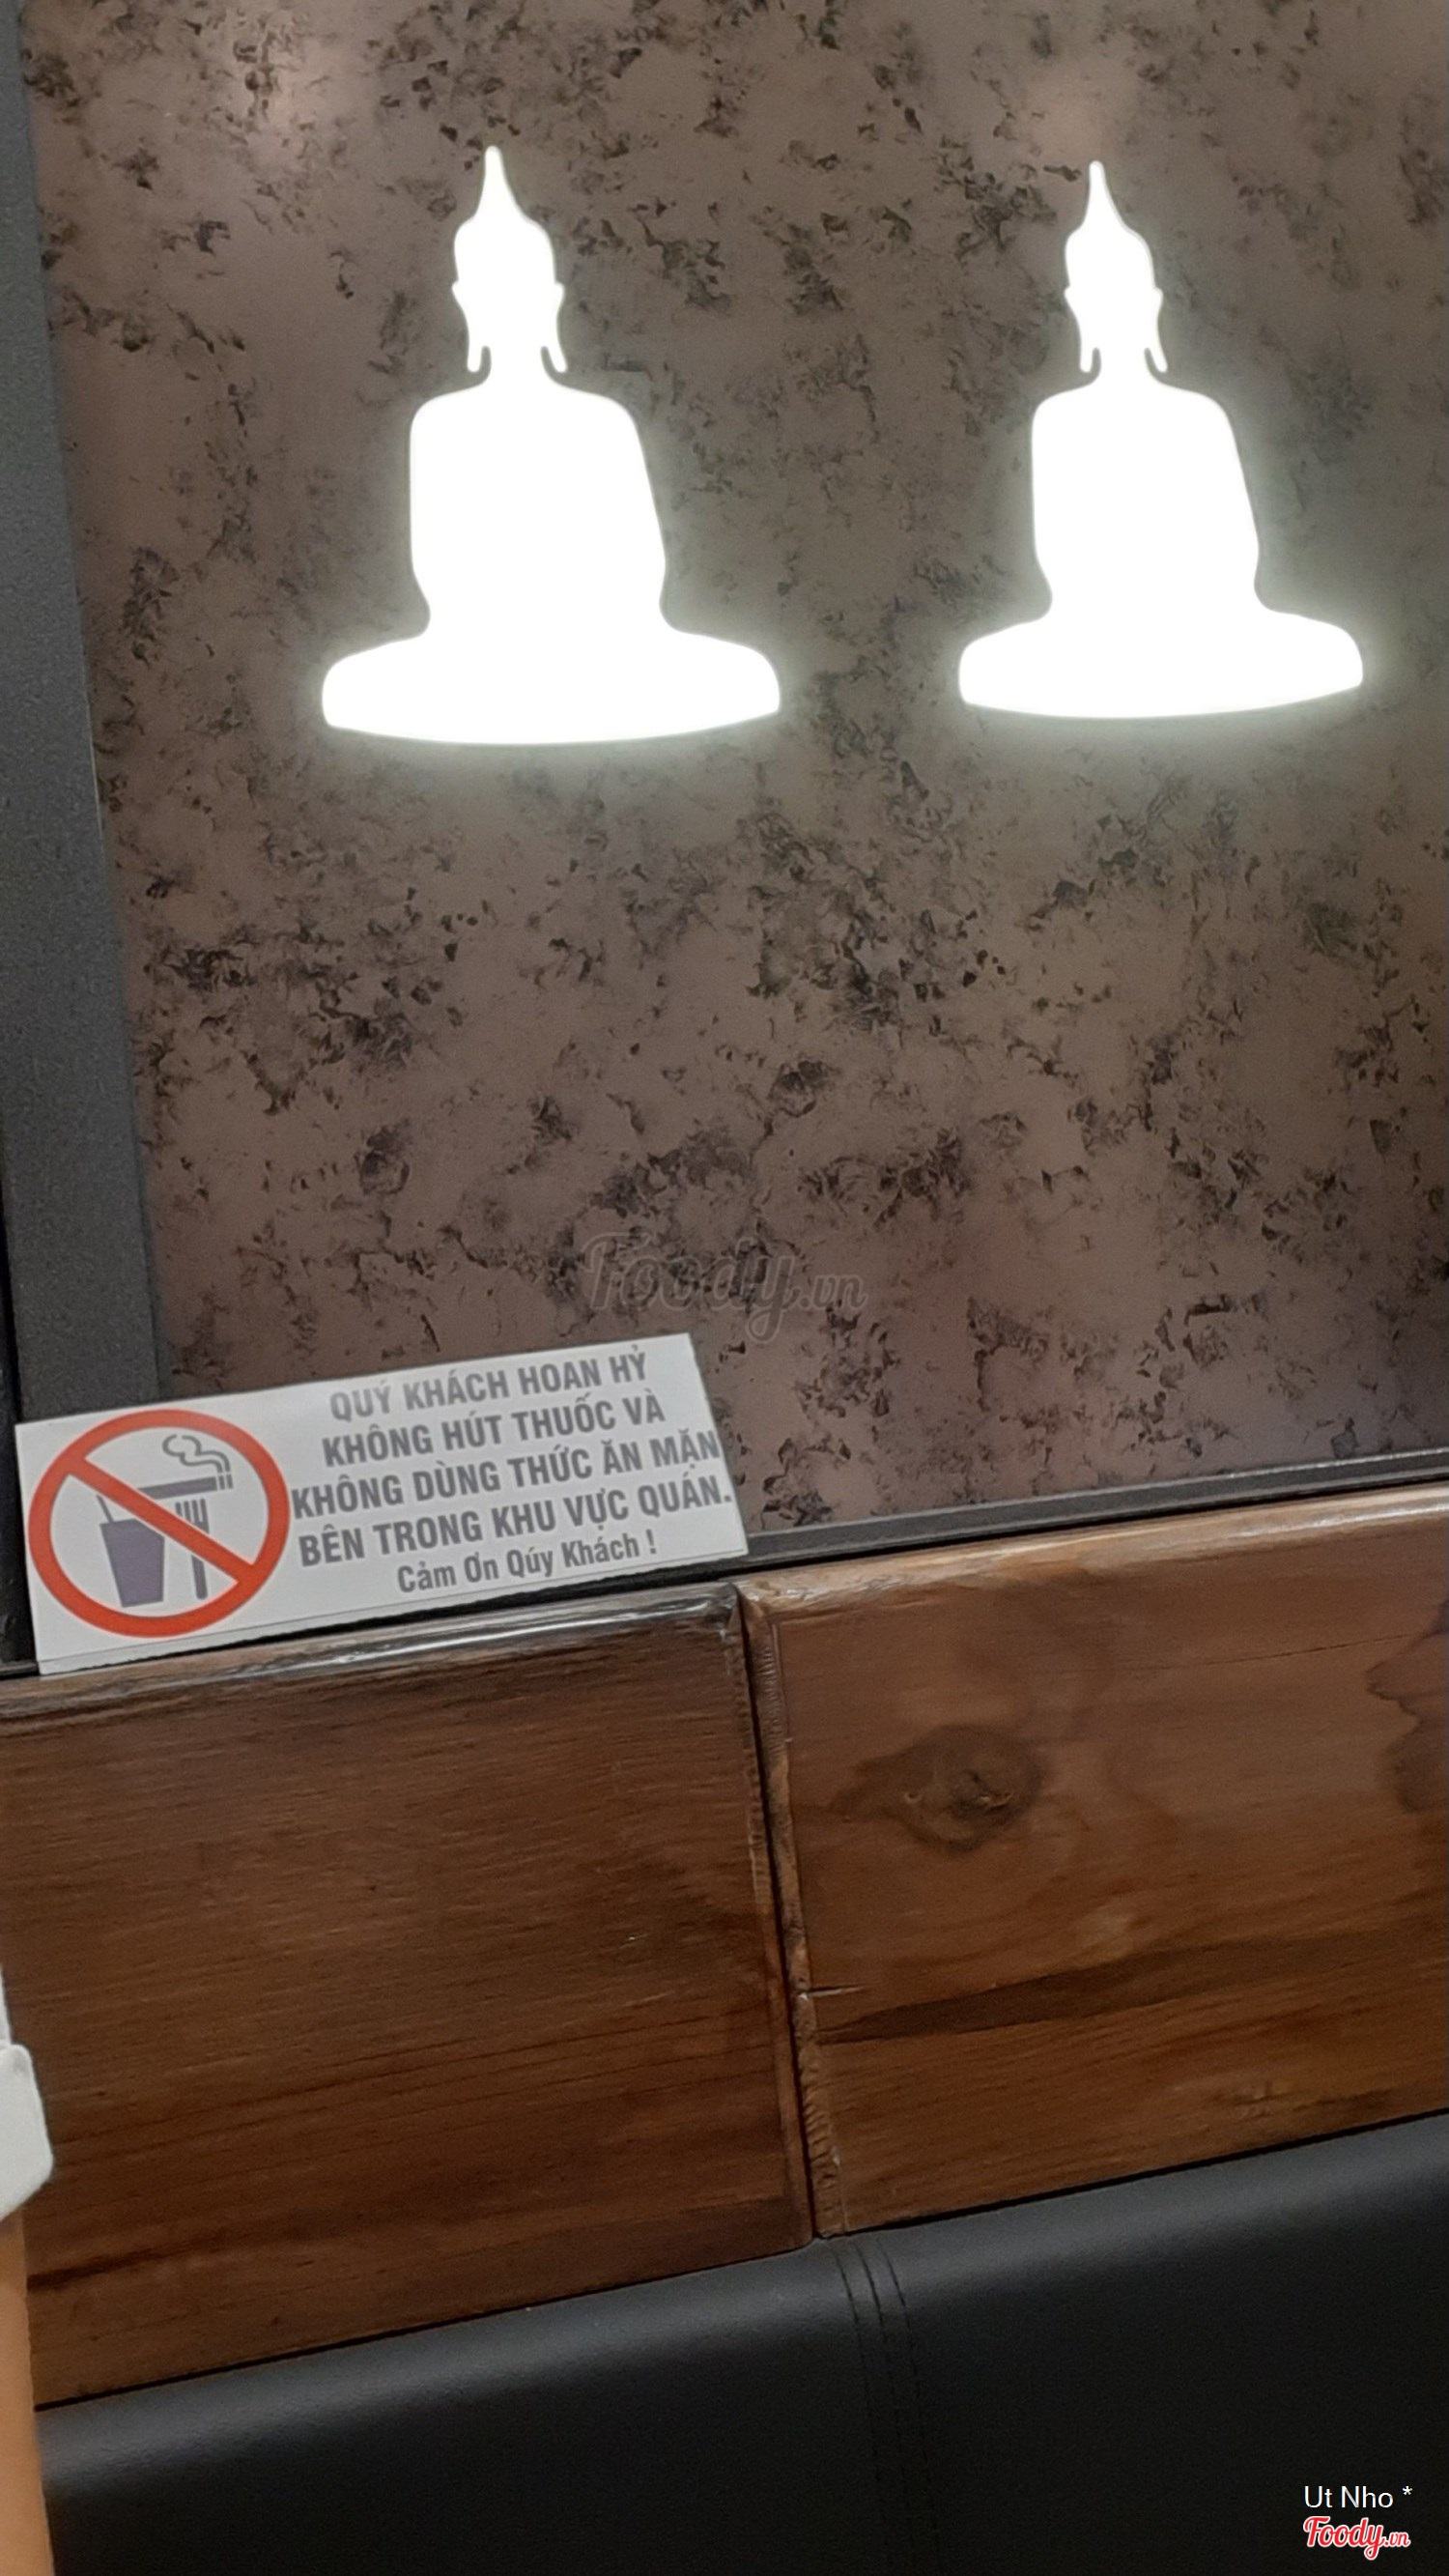 Foody.vn
QUÝ KHÁCH HOAN HỶ
KHÔNG HÚT THUỐC VÀ
KHÔNG DÙNG THỨC ĂN MẶN
BÊN TRONG KHU VỰC QUÁN.
Cảm Ơn Qúy Khách !
Ut Nho *
Foody.vn